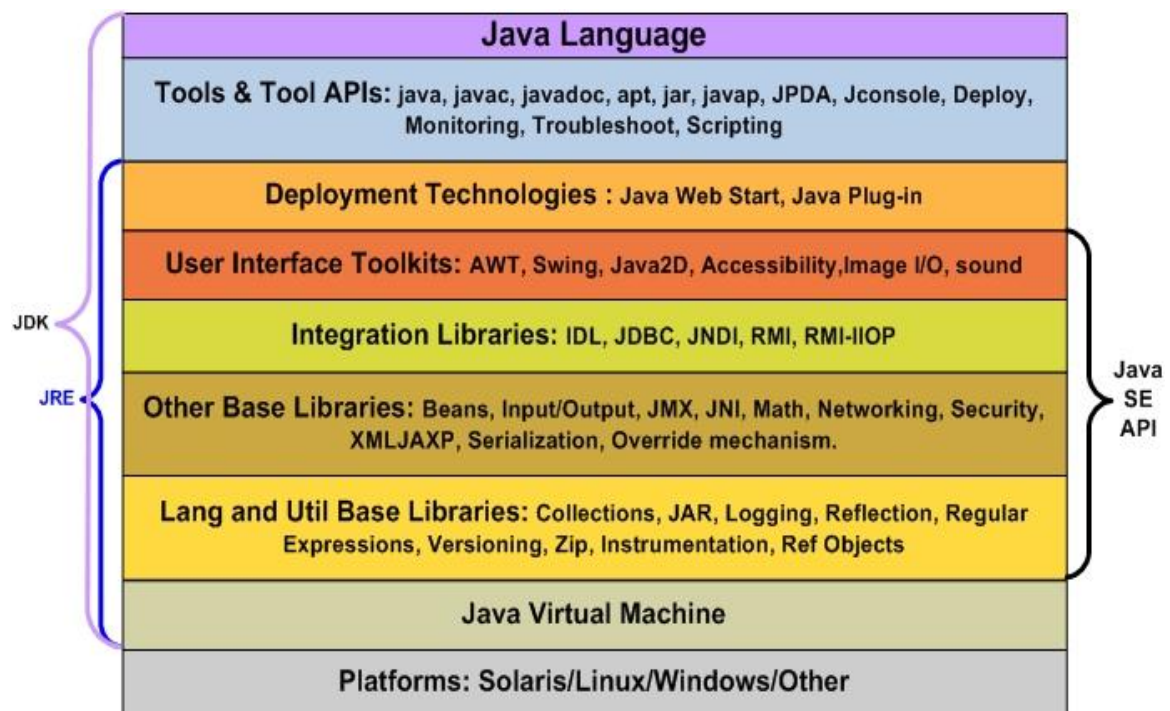 Java Language
Tools & Tool APIs: java, javac, javadoc, apt, jar, javap, JPDA, Jconsole, Deploy,
Monitoring, Troubleshoot, Scripting
Deployment Technologies : Java Web Start, Java Plug-in
User Interface Toolkits: AWT, Swing, Java2D, Accessibility,Image I/O, sound
JDK
Integration Libraries: IDL, JDBC, JNDI, RMI, RMI-IIOP
JRE
Other Base Libraries: Beans, Input/Output, JMX, JNI, Math, Networking, Security,
XMLJAXP, Serialization, Override mechanism.
Java
SE
API
Lang and Util Base Libraries: Collections, JAR, Logging, Reflection, Regular
Expressions, Versioning, Zip, Instrumentation, Ref Objects
Java Virtual Machine
Platforms: Solaris/Linux/Windows/Other